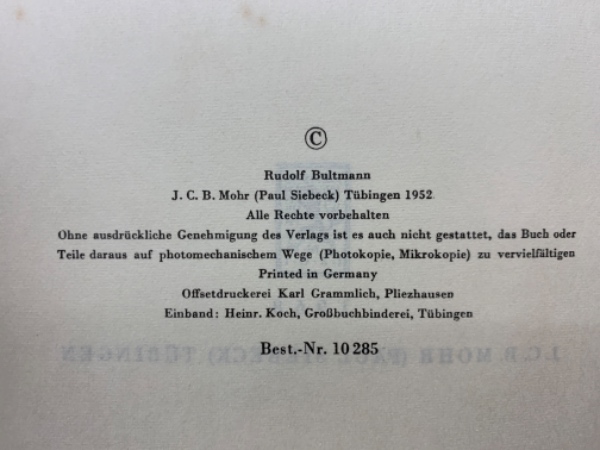 ©
Rudolf Bultmann
J. C. B. Mohr (Paul Siebeck) Tübingen 1952
Alle Rechte vorbehalten
Ohne ausdrückliche Genehmigung des Verlags ist es auch nicht gestattet, das Buch oder
Teile daraus auf photomechanischem Wege (Photokopie, Mikrokopie) zu vervielfältigen
Printed in Germany
Offsetdruckerei Karl Grammlich, Pliezhausen
Einband: Heinr. Koch, Großbuchbinderei, Tübingen
Best.-Nr. 10 285